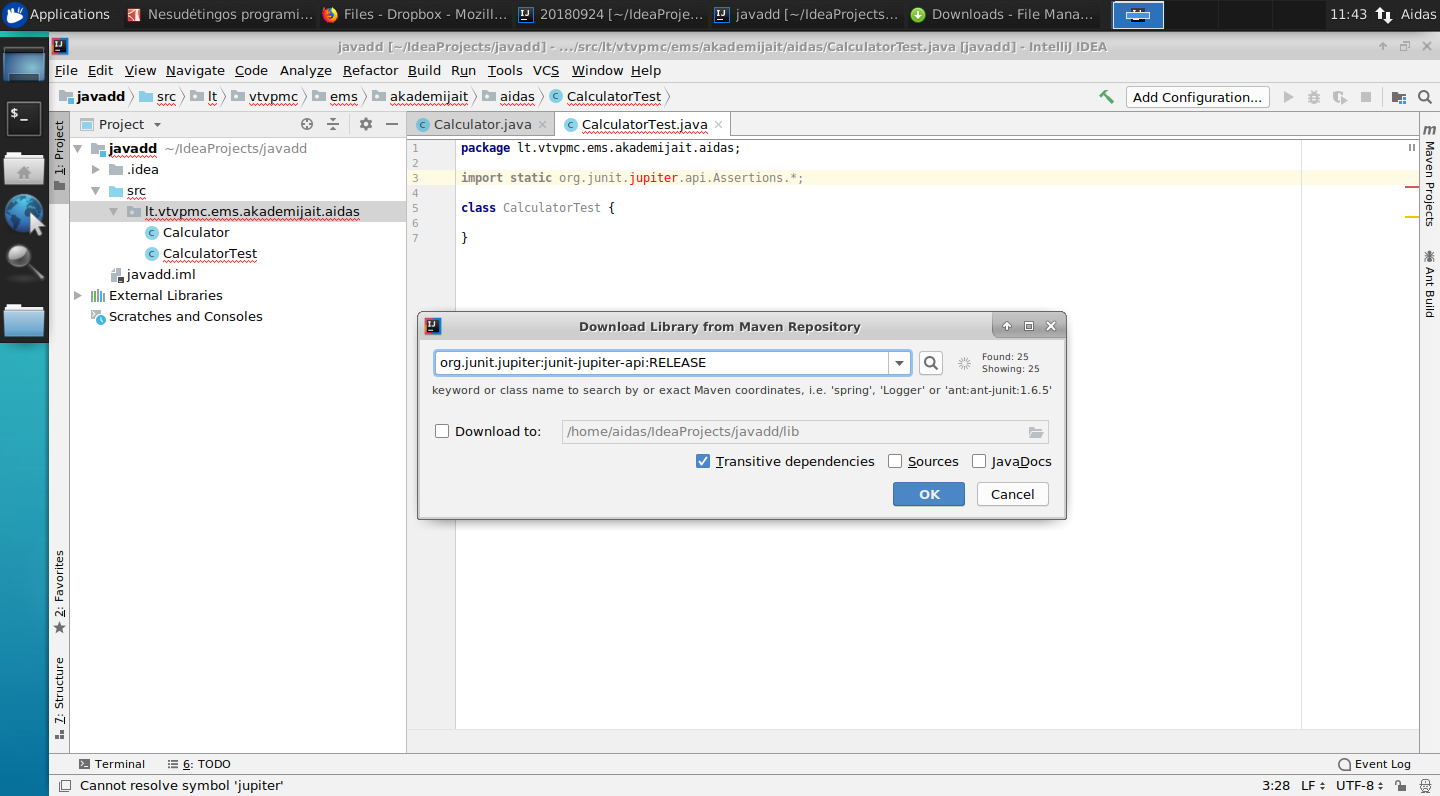 Applications
Nesudėtingos programi...
Files - Dropbox - Mozill...
20180924 [~/IdeaProje...
javadd [~/IdeaProjects...
Downloads - File Mana...
11:43
Aidas
javadd [~/IdeaProjects/javadd] - .../src/lt/vtvpmc/ems/akademijait/aidas/CalculatorTest.java [javadd] - IntelliJ IDEA
File Edit View Navigate Code Analyze Refactor Build Run Tools VCS Window Help
javadd src lt vtvpmc ems akademijait aidas CalculatorTest
Add Configuration...
Project
Calculator.java
CalculatorTest.java
1: Project
javadd ~/IdeaProjects/javadd
.idea
src
lt.vtvpmc.ems.akademijait.aidas
Calculator
CalculatorTest
javadd.iml
External Libraries
Scratches and Consoles
1 package lt.vtvpmc.ems.akademijait.aidas;
2
3 import static org.junit.jupiter.api.Assertions.*;
4
5 class CalculatorTest {
6
7 }
m Maven Projects
Ant Build
Download Library from Maven Repository
org.junit.jupiter:junit-jupiter-api:RELEASE
Found: 25
Showing: 25
keyword or class name to search by or exact Maven coordinates, i.e. 'spring', 'Logger' or 'ant:ant-junit:1.6.5'
Download to:
/home/aidas/IdeaProjects/javadd/lib
Transitive dependencies
Sources
JavaDocs
OK
Cancel
2: Favorites
7: Structure
Terminal
6: TODO
Event Log
Cannot resolve symbol 'jupiter'
3:28 LF UTF-8